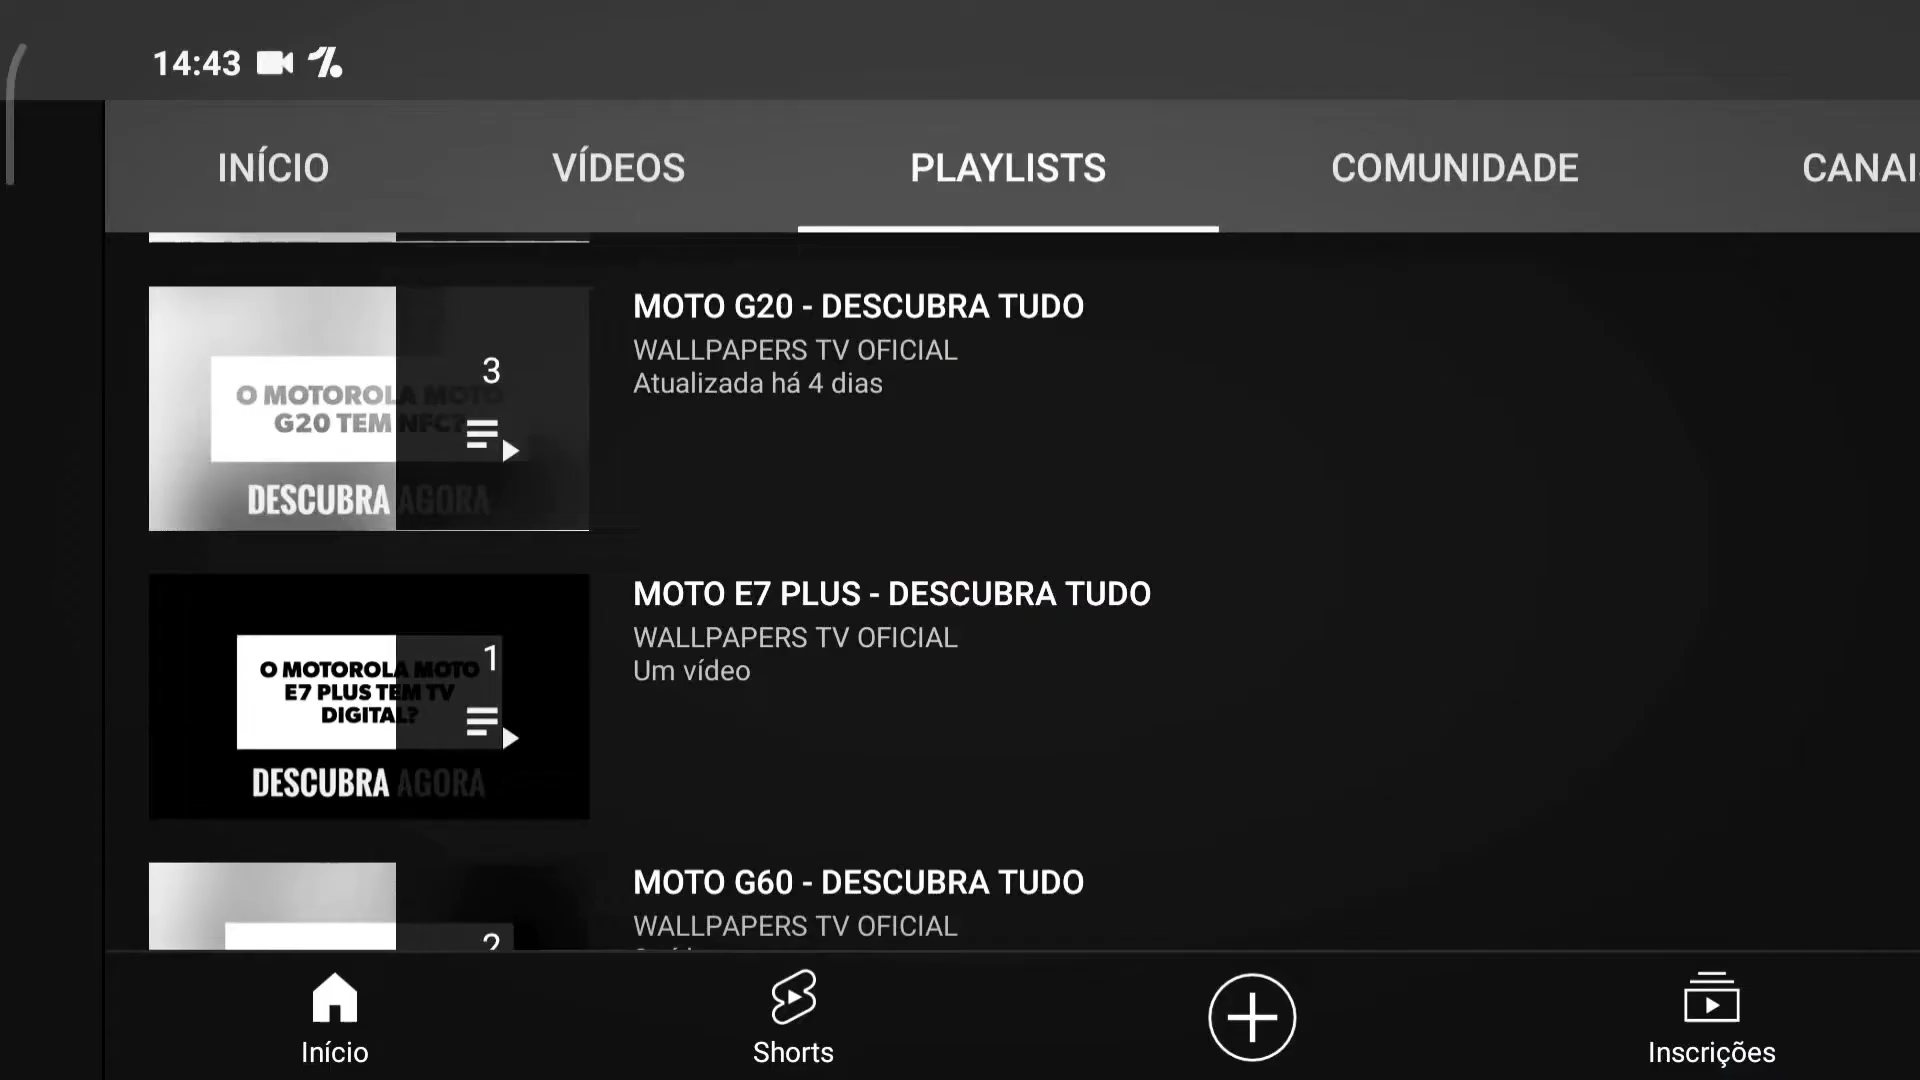 14:43
INÍCIO VÍDEOS PLAYLISTS COMUNIDADE CANAIS
3
O MOTOROLA MOTO
G20 TEM NFC?
DESCUBRA AGORA
MOTO G20 - DESCUBRA TUDO
WALLPAPERS TV OFICIAL
Atualizada há 4 dias
1
O MOTOROLA MOTO
E7 PLUS TEM TV
DIGITAL?
DESCUBRA AGORA
MOTO E7 PLUS - DESCUBRA TUDO
WALLPAPERS TV OFICIAL
Um vídeo
2
MOTO G60 - DESCUBRA TUDO
WALLPAPERS TV OFICIAL
Início Shorts Inscrições